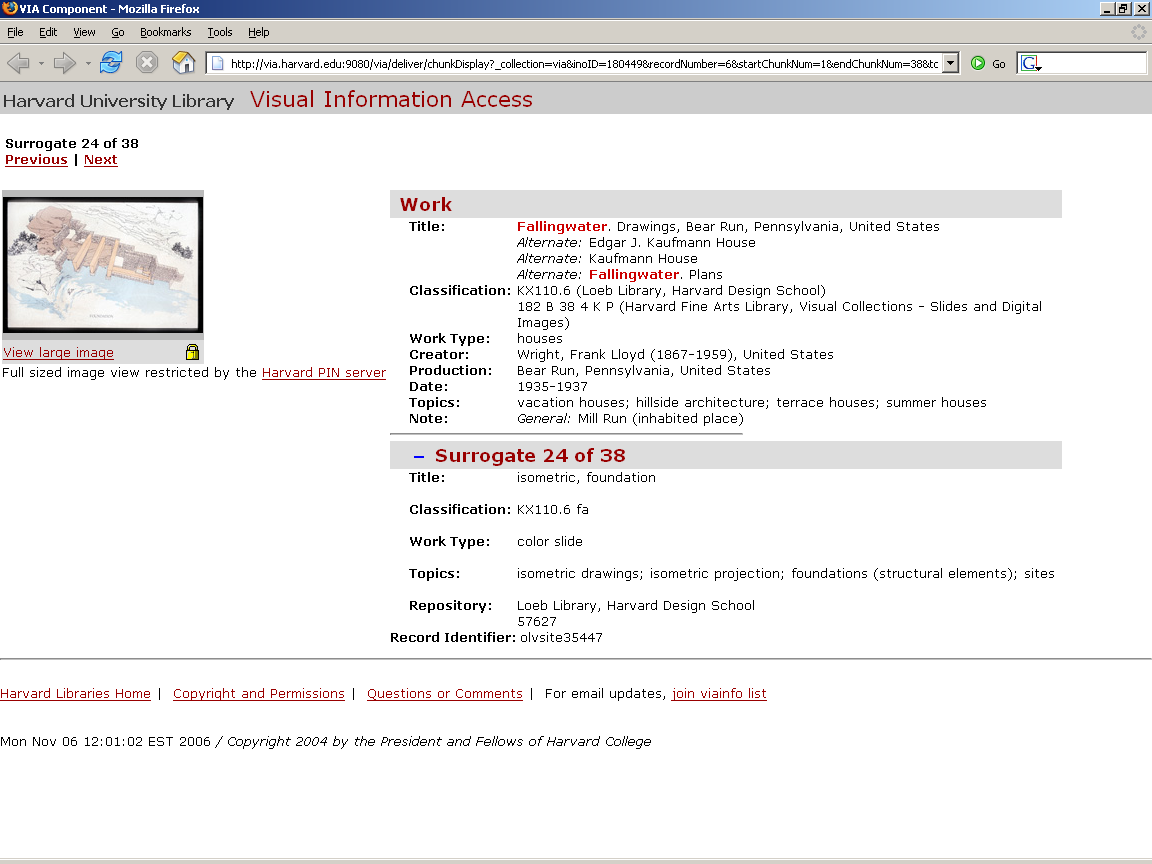 VIA Component - Mozilla Firefox
File Edit View Go Bookmarks Tools Help
http://via.harvard.edu:9080/via/deliver/chunkDisplay?_collection=via&inoID=180449&recordNumber=6&startChunkNum=1&endChunkNum=38&tc Go G
Harvard University Library Visual Information Access
Surrogate 24 of 38
Previous | Next
View large image
Full sized image view restricted by the Harvard PIN server
Work
Title: Fallingwater. Drawings, Bear Run, Pennsylvania, United States
Alternate: Edgar J. Kaufmann House
Alternate: Kaufmann House
Alternate: Fallingwater. Plans
Classification: KX110.6 (Loeb Library, Harvard Design School)
182 B 38 4 K P (Harvard Fine Arts Library, Visual Collections - Slides and Digital
Images)
Work Type: houses
Creator: Wright, Frank Lloyd (1867-1959), United States
Production: Bear Run, Pennsylvania, United States
Date: 1935-1937
Topics: vacation houses; hillside architecture; terrace houses; summer houses
Note: General: Mill Run (inhabited place)
– Surrogate 24 of 38
Title: isometric, foundation
Classification: KX110.6 fa
Work Type: color slide
Topics: isometric drawings; isometric projection; foundations (structural elements); sites
Repository: Loeb Library, Harvard Design School
57627
Record Identifier: olvsite35447
Harvard Libraries Home | Copyright and Permissions | Questions or Comments | For email updates, join viainfo list
Mon Nov 06 12:01:02 EST 2006 / Copyright 2004 by the President and Fellows of Harvard College